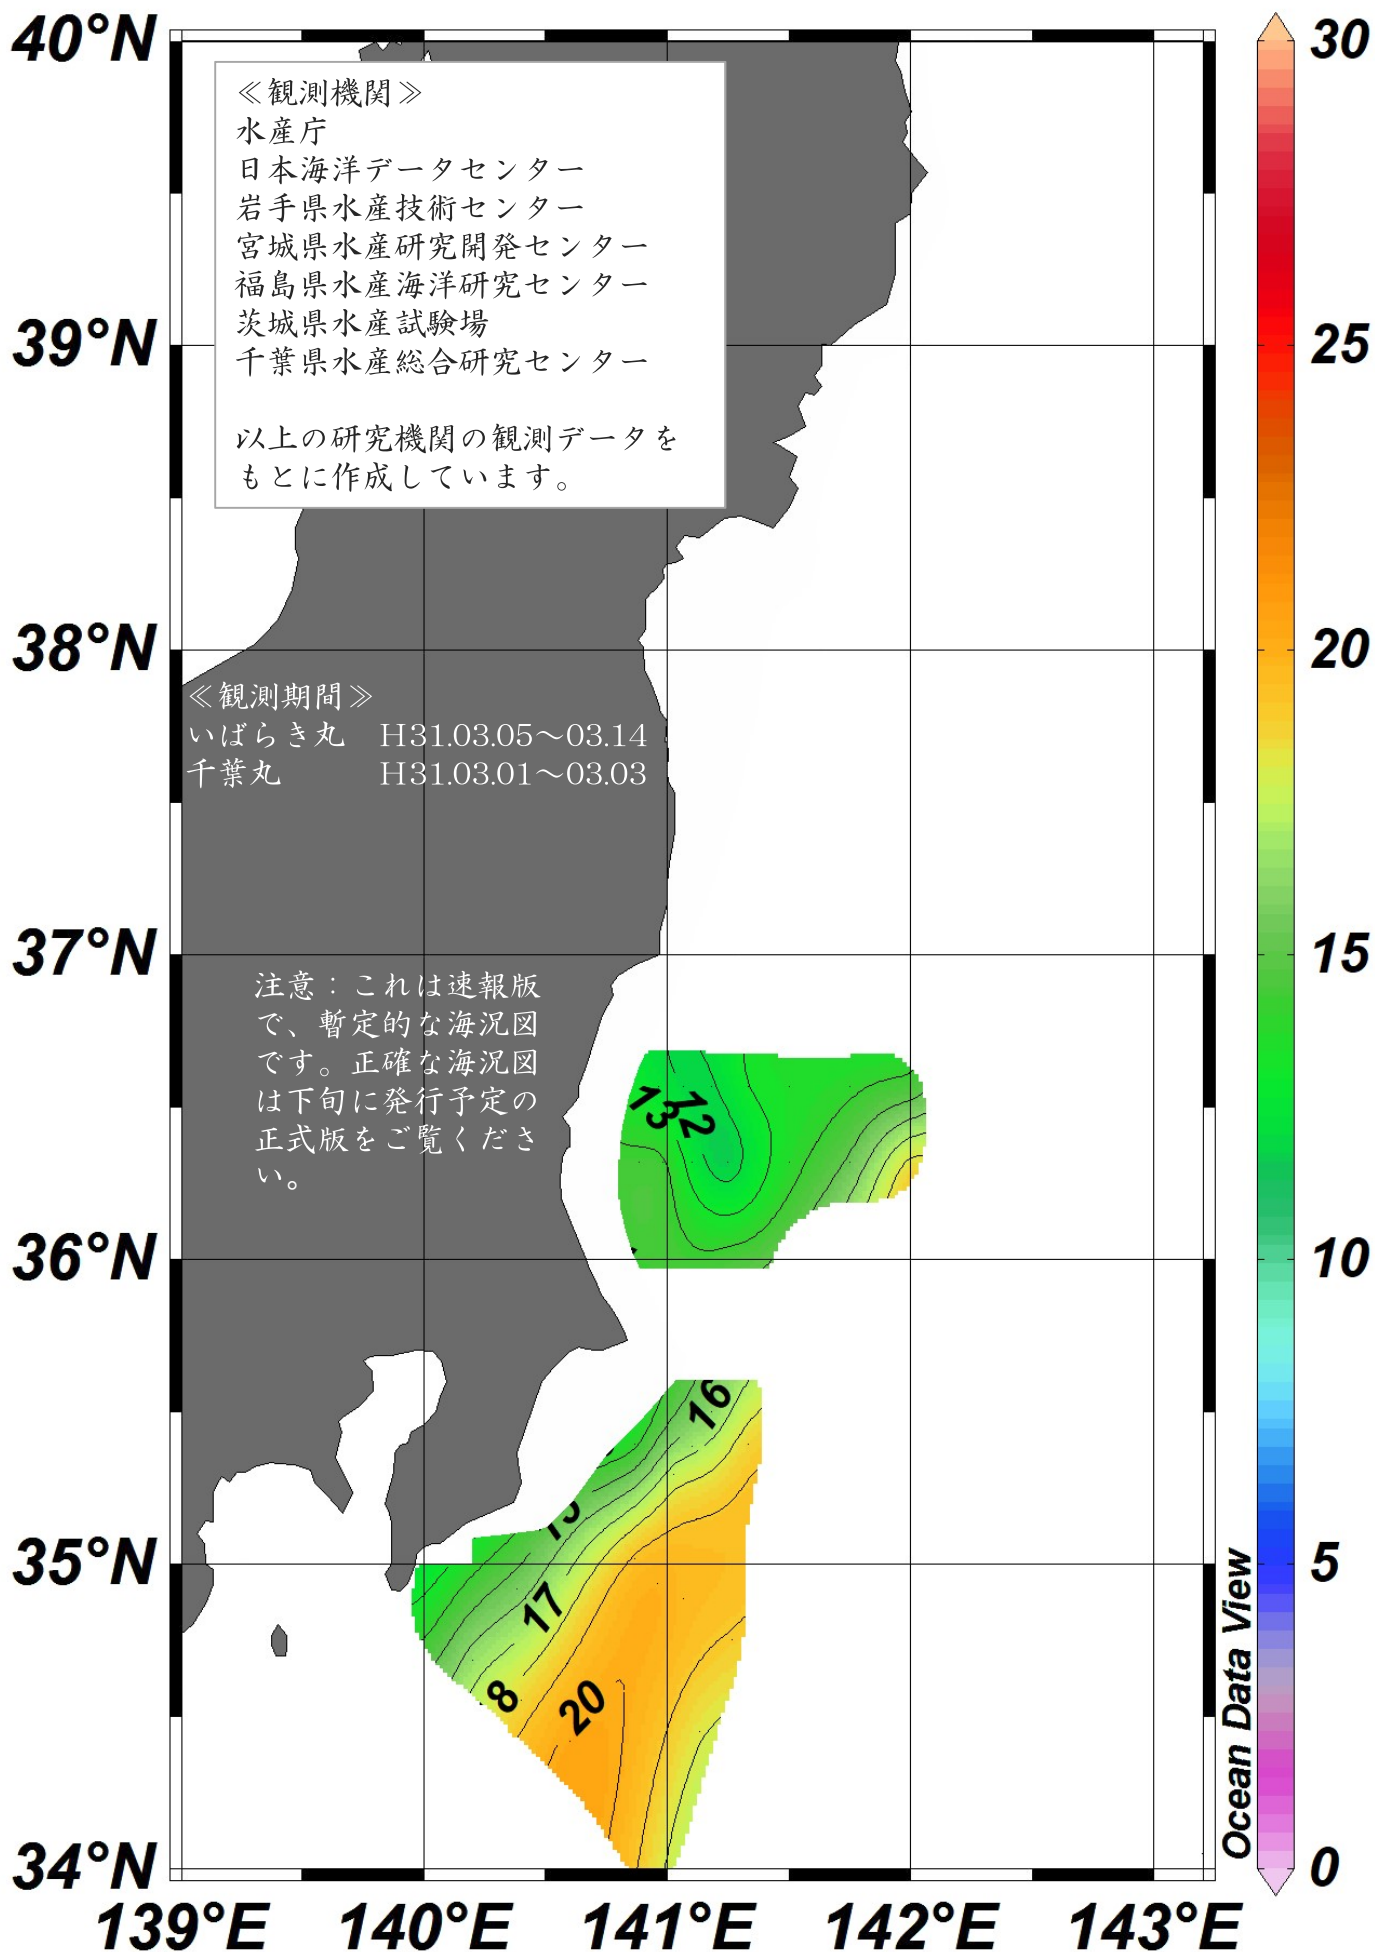 40°N
30
≪観測機関≫
水産庁
日本海洋データセンター
岩手県水産技術センター
宮城県水産研究開発センター
福島県水産海洋研究センター
茨城県水産試験場
千葉県水産総合研究センター
以上の研究機関の観測データを
もとに作成しています。
39°N
25
38°N
20
≪観測期間≫
いばらき丸 H31.03.05～03.14
千葉丸 H31.03.01～03.03
37°N
15
注意：これは速報版
で、暫定的な海況図
です。正確な海況図
は下旬に発行予定の
正式版をご覧くださ
い。
13
12
36°N
10
16
15
35°N
5
17
8
20
Ocean Data View
34°N
0
139°E
140°E
141°E
142°E
143°E